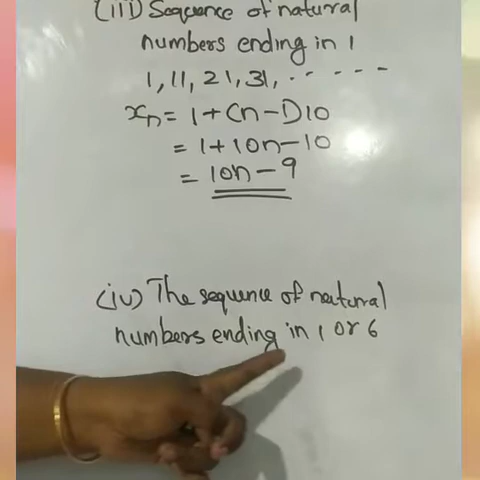 (iii) Sequence of natural
numbers ending in 1
1, 11, 21, 31, ......
xn = 1 + (n-1)10
= 1 + 10n - 10
= 10n - 9
(iv) The sequence of natural
numbers ending in 1 or 6